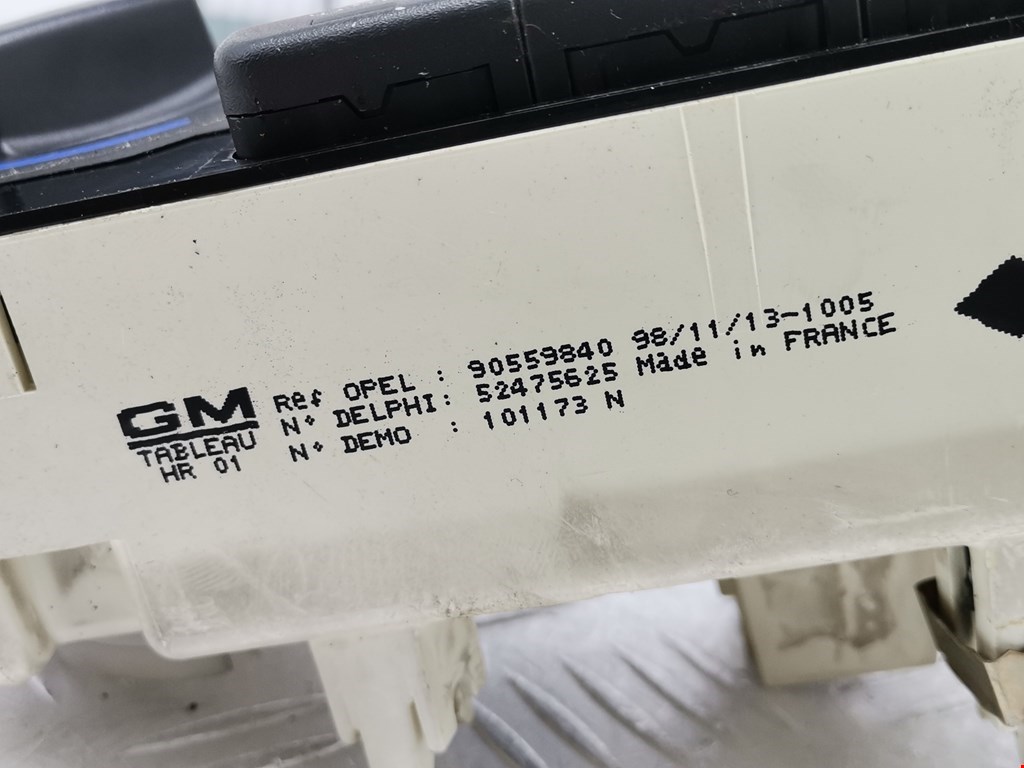 GM
TABLEAU
HR 01
Ref OPEL : 90559840 98/11/13-1005
N° DELPHI: 52475625 Made in FRANCE
N° DEMO : 101173 N